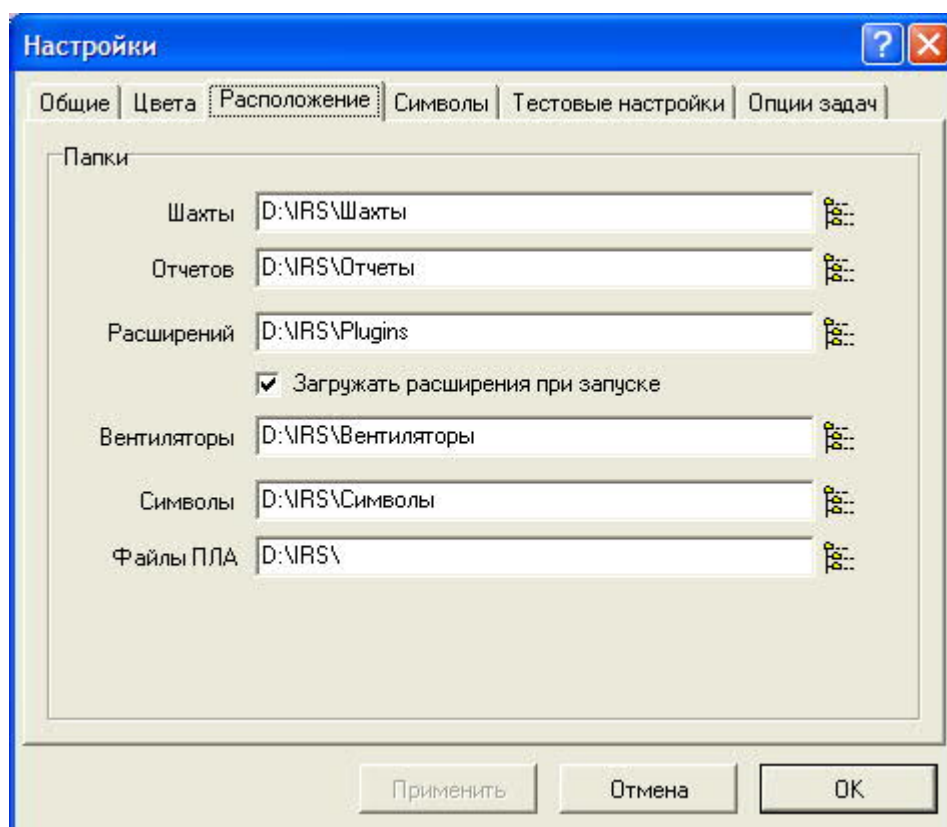 Настройки
Общие Цвета Расположение Символы Тестовые настройки Опции задач
Папки
Шахты D:\IRS\Шахты
Отчетов D:\IRS\Отчеты
Расширений D:\IRS\Plugins
Загружать расширения при запуске
Вентиляторы D:\IRS\Вентиляторы
Символы D:\IRS\Символы
Файлы ПЛА D:\IRS\
Применить Отмена OK